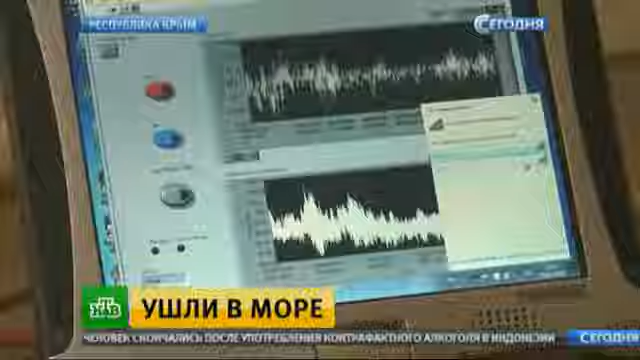 РЕСПУБЛИКА КРЫМ
СЕГОДНЯ
НТВ
УШЛИ В МОРЕ
ЧЕЛОВЕК СКОНЧАЛИСЬ ПОСЛЕ УПОТРЕБЛЕНИЯ КОНТРАФАКТНОГО АЛКОГОЛЯ В ИНДОНЕЗИИ
СЕГОДНЯ